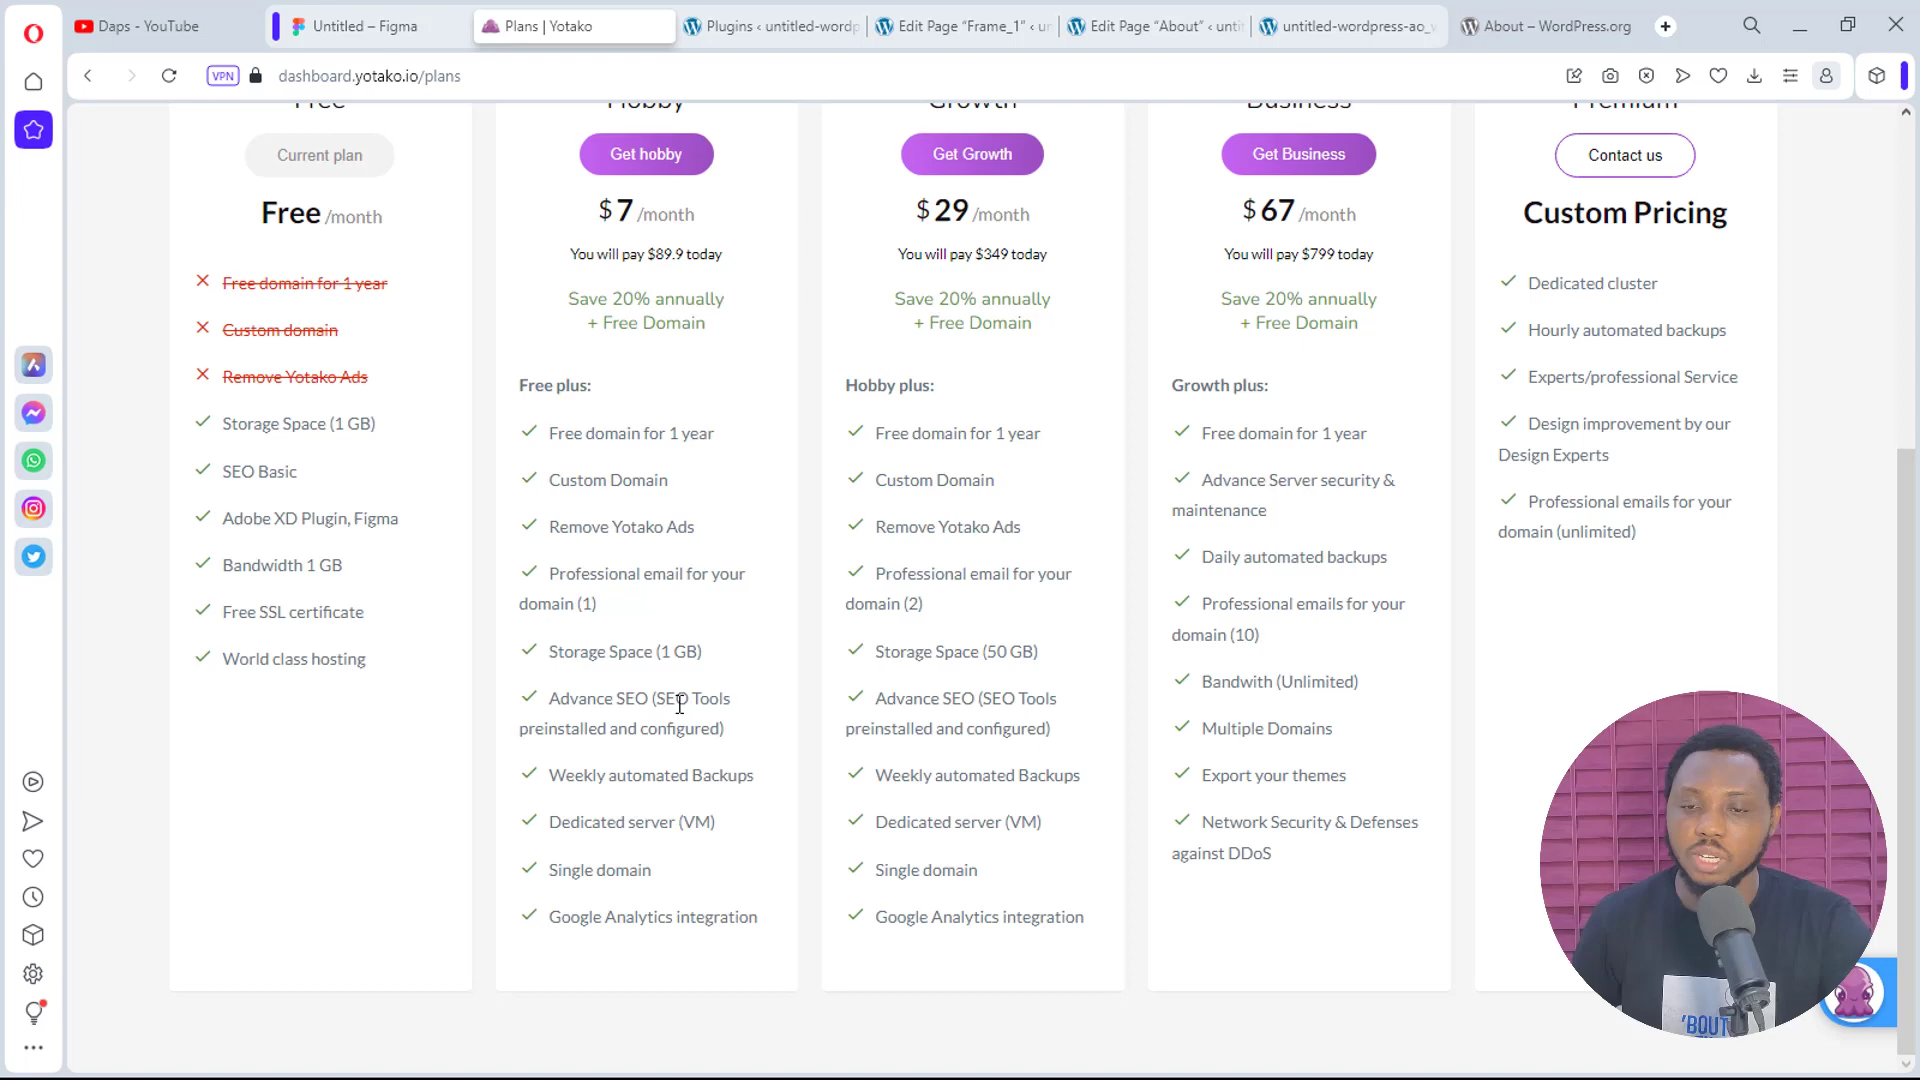 Daps - YouTube
Untitled – Figma
Plans | Yotako
Plugins ‹ untitled-wordp
Edit Page “Frame_1” ‹ un
Edit Page “About” ‹ unti
untitled-wordpress-ao_v
About – WordPress.org
VPN
dashboard.yotako.io/plans
Free
Hobby
Growth
Business
Premium
Current plan
Get hobby
Get Growth
Get Business
Contact us
Free /month
$ 7 /month
$ 29 /month
$ 67 /month
Custom Pricing
You will pay $89.9 today
You will pay $349 today
You will pay $799 today
Save 20% annually
+ Free Domain
Save 20% annually
+ Free Domain
Save 20% annually
+ Free Domain
Free domain for 1 year
Custom domain
Remove Yotako Ads
Storage Space (1 GB)
SEO Basic
Adobe XD Plugin, Figma
Bandwidth 1 GB
Free SSL certificate
World class hosting
Free plus:
Free domain for 1 year
Custom Domain
Remove Yotako Ads
Professional email for your
domain (1)
Storage Space (1 GB)
Advance SEO (SEO Tools
preinstalled and configured)
Weekly automated Backups
Dedicated server (VM)
Single domain
Google Analytics integration
Hobby plus:
Free domain for 1 year
Custom Domain
Remove Yotako Ads
Professional email for your
domain (2)
Storage Space (50 GB)
Advance SEO (SEO Tools
preinstalled and configured)
Weekly automated Backups
Dedicated server (VM)
Single domain
Google Analytics integration
Growth plus:
Free domain for 1 year
Advance Server security &
maintenance
Daily automated backups
Professional emails for your
domain (10)
Bandwith (Unlimited)
Multiple Domains
Export your themes
Network Security & Defenses
against DDoS
Dedicated cluster
Hourly automated backups
Experts/professional Service
Design improvement by our
Design Experts
Professional emails for your
domain (unlimited)
'BOUT